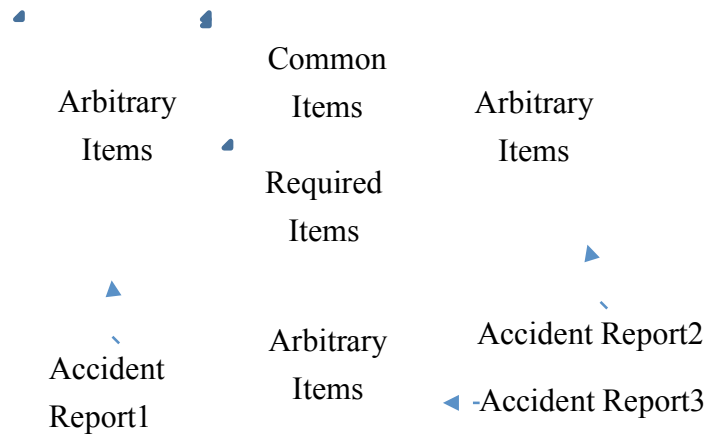 Common
Items
Arbitrary
Items
Arbitrary
Items
Required
Items
Accident Report2
Arbitrary
Items
Accident
Report1
Accident Report3